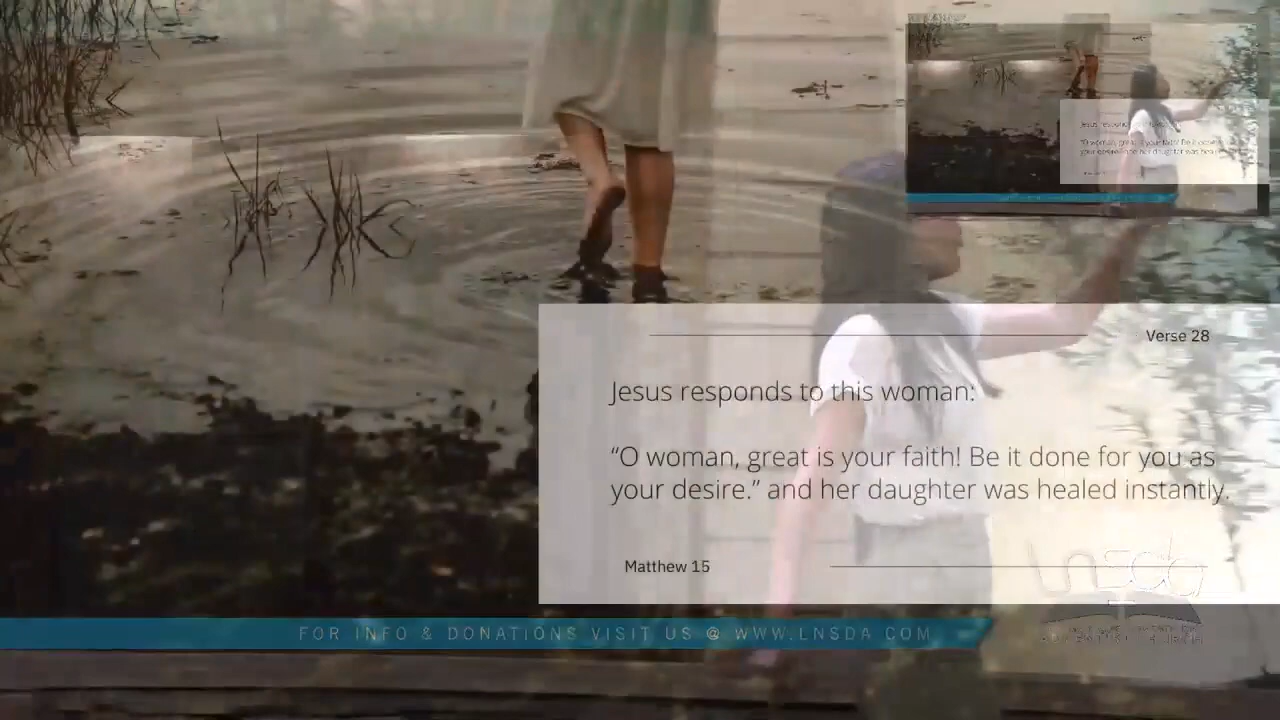 Verse 28
Jesus responds to this woman:
“O woman, great is your faith! Be it done for you as
your desire.” and her daughter was healed instantly.
Matthew 15
lnsda
FOR INFO & DONATIONS VISIT US @ WWW.LNSDA.COM